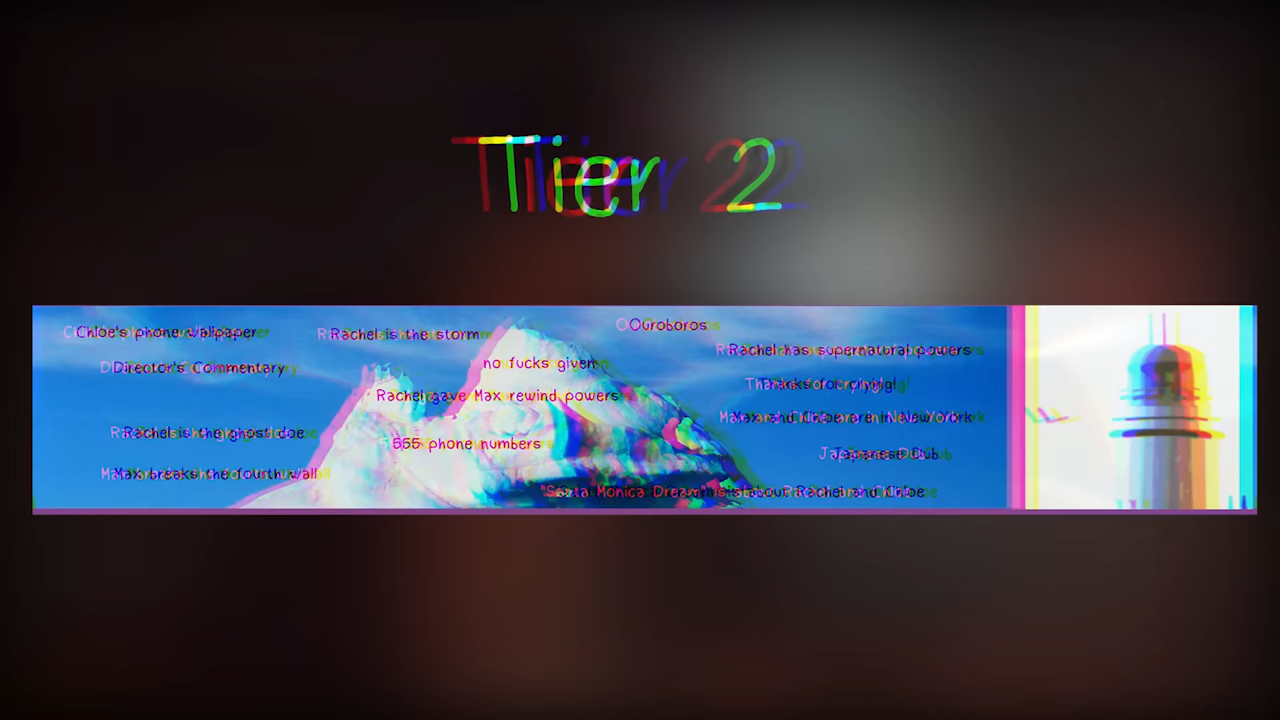 Tier 2
Chloe's phone wallpaper
Rachel is the storm
Ouroboros
Director's Commentary
no fucks given
Rachel has supernatural powers
Rachel gave Max rewind powers
Thanks for crying!
Rachel is the ghost doe
555 phone numbers
Max and Chloe are in New York
Max breaks the fourth wall
Japanese Dub
"Santa Monica Dream" is about Rachel and Chloe